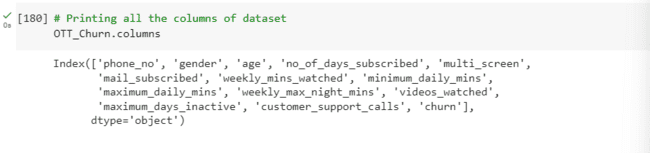 [180] # Printing all the columns of dataset
OTT_Churn.columns
0s
Index(['phone_no', 'gender', 'age', 'no_of_days_subscribed', 'multi_screen',
'mail_subscribed', 'weekly_mins_watched', 'minimum_daily_mins',
'maximum_daily_mins', 'weekly_max_night_mins', 'videos_watched',
'maximum_days_inactive', 'customer_support_calls', 'churn'],
dtype='object')